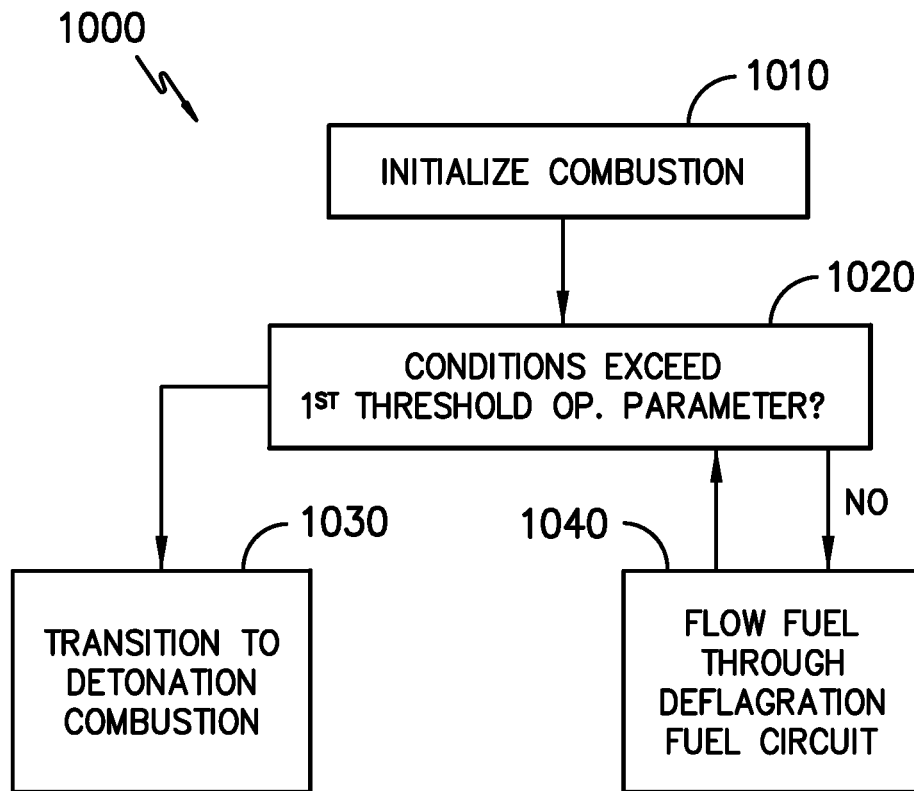 1000
1010
INITIALIZE COMBUSTION
1020
CONDITIONS EXCEED
1ST THRESHOLD OP. PARAMETER?
NO
1030
TRANSITION TO
DETONATION
COMBUSTION
1040
FLOW FUEL
THROUGH
DEFLAGRATION
FUEL CIRCUIT